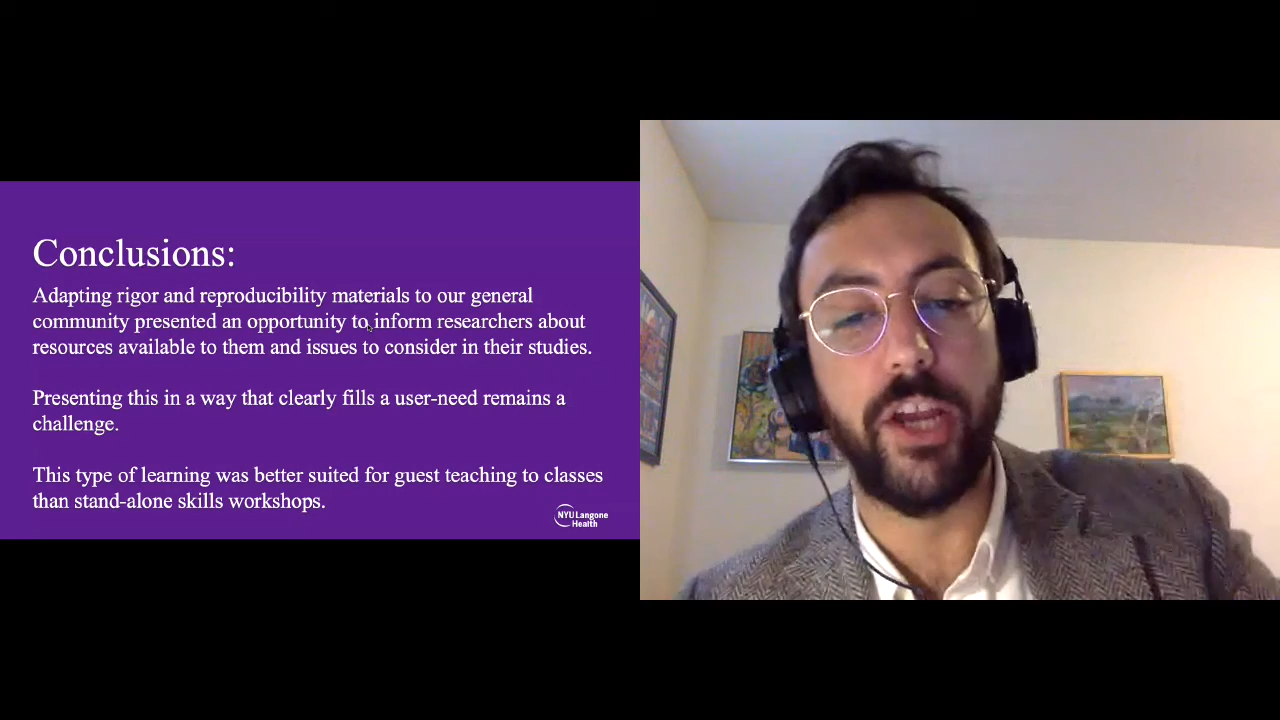 Conclusions:
Adapting rigor and reproducibility materials to our general
community presented an opportunity to inform researchers about
resources available to them and issues to consider in their studies.
Presenting this in a way that clearly fills a user-need remains a
challenge.
This type of learning was better suited for guest teaching to classes
than stand-alone skills workshops.
NYU Langone
Health